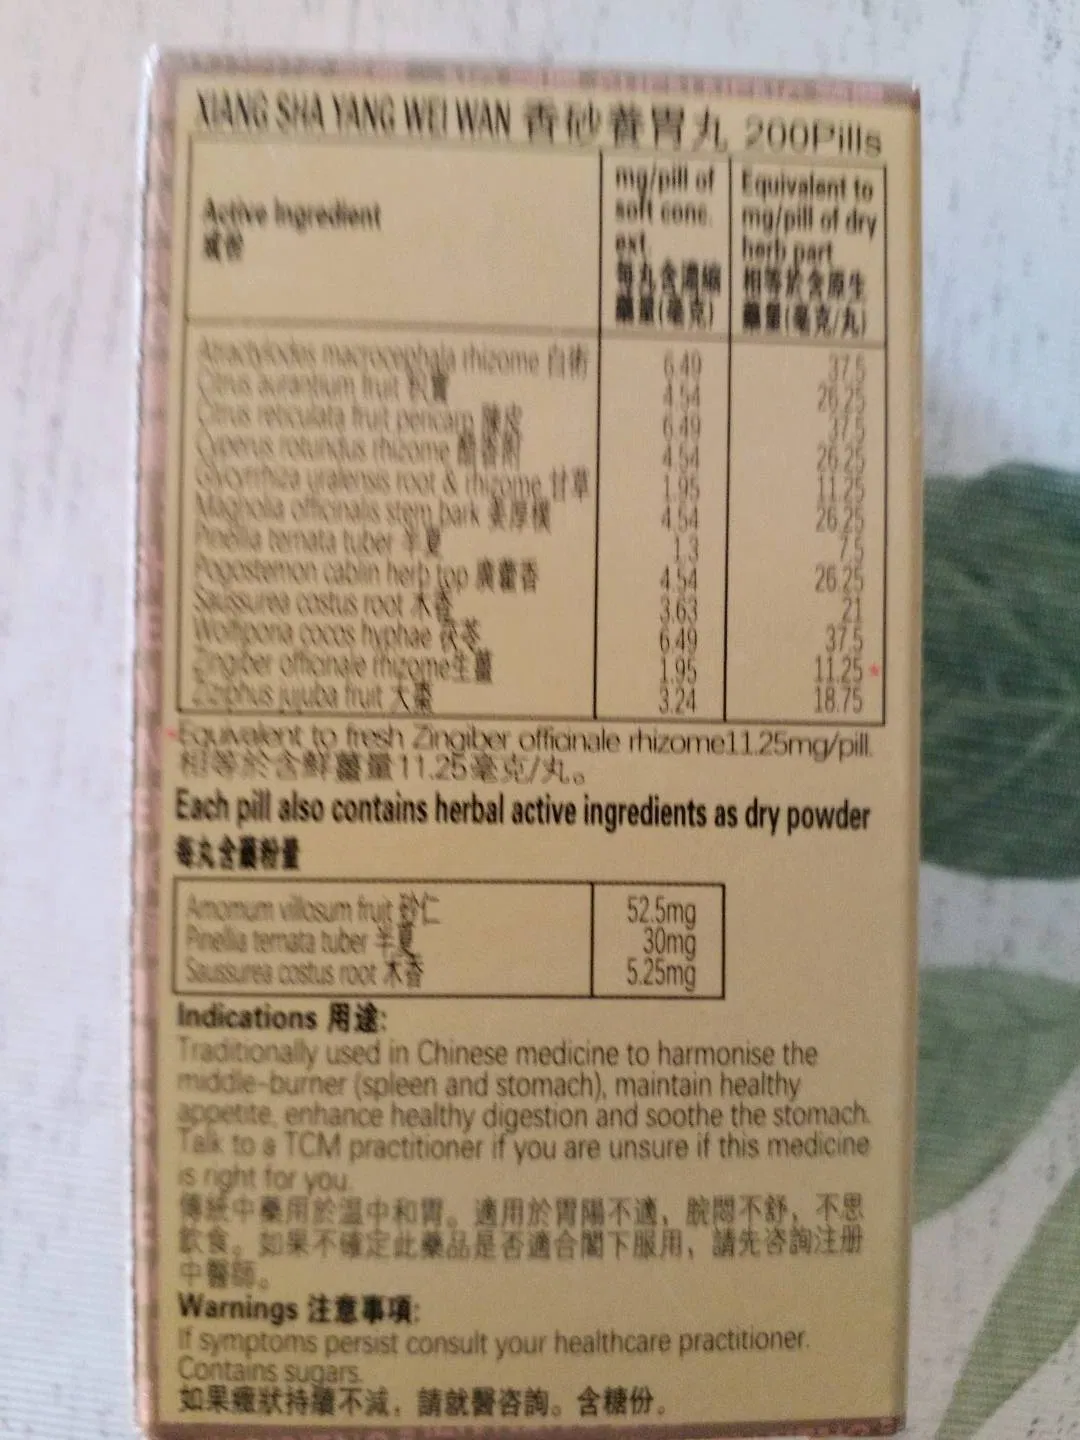 XIANG SHA YANG WEI WAN 香砂養胃丸 200Pills
Active Ingredient
成份
mg/pill of
soft conc.
ext.
每丸含濃縮
藥量(毫克)
Equivalent to
mg/pill of dry
herb part
相等於含原生
藥量(毫克/丸)
Atractylodes macrocephala rhizome 白術 6.49 37.5
Citrus aurantium fruit 枳實 4.54 26.25
Citrus reticulata fruit pericarp 陳皮 6.49 37.5
Cyperus rotundus rhizome 醋香附 4.54 26.25
Glycyrrhiza uralensis root & rhizome 甘草 1.95 11.25
Magnolia officinalis stem bark 姜厚樸 4.54 26.25
Pinellia ternata tuber 半夏 1.3 7.5
Pogostemon cablin herb top 廣藿香 4.54 26.25
Saussurea costus root 木香 3.63 21
Wolfiporia cocos hyphae 茯苓 6.49 37.5
Zingiber officinale rhizome生薑 1.95 11.25 *
Ziziphus jujuba fruit 大棗 3.24 18.75
*Equivalent to fresh Zingiber officinale rhizome11.25mg/pill.
相等於含鮮薑量11.25毫克/丸。
Each pill also contains herbal active ingredients as dry powder
每丸含藥粉量
Amomum villosum fruit 砂仁 52.5mg
Pinellia ternata tuber 半夏 30mg
Saussurea costus root 木香 5.25mg
Indications 用途:
Traditionally used in Chinese medicine to harmonise the
middle-burner (spleen and stomach), maintain healthy
appetite, enhance healthy digestion and soothe the stomach.
Talk to a TCM practitioner if you are unsure if this medicine
is right for you.
傳統中藥用於溫中和胃。適用於胃腸不適，脘悶不舒，不思
飲食。如果不確定此藥品是否適合閣下服用，請先咨詢注册
中醫師。
Warnings 注意事項:
If symptoms persist consult your healthcare practitioner.
Contains sugars.
如果癥狀持續不減，請就醫咨詢。含糖份。